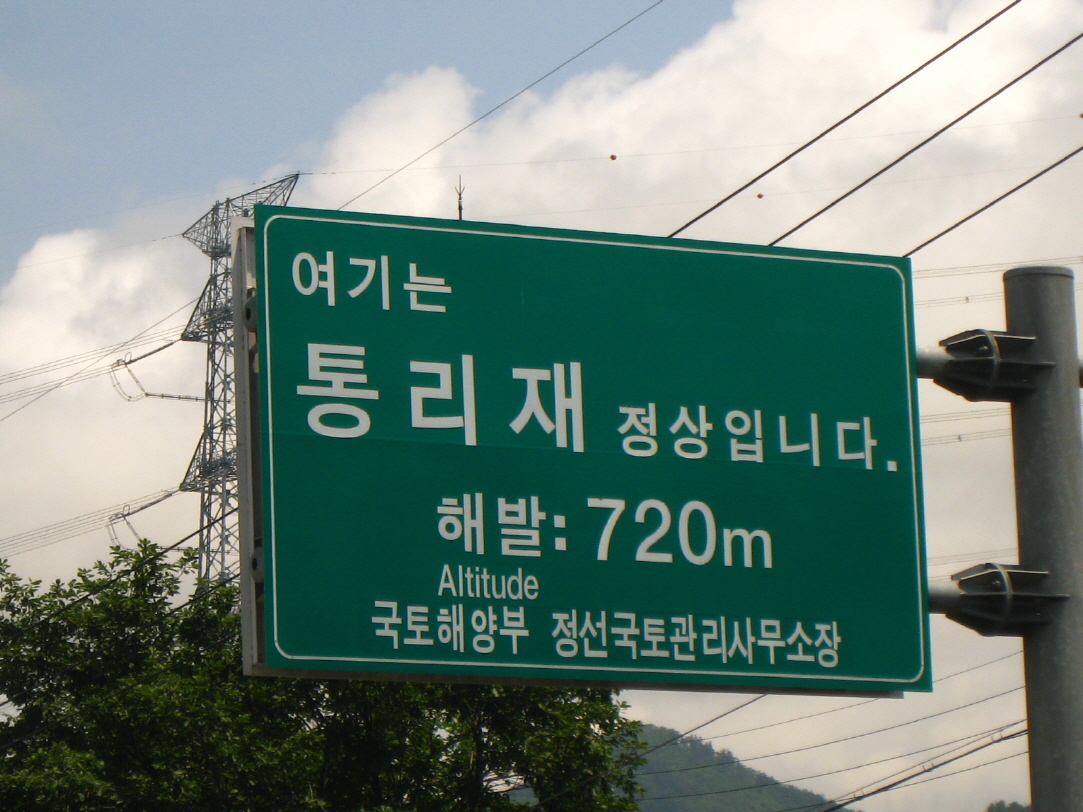 여기는
통리재 정상입니다.
해발: 720m
Altitude
국토해양부 정선국토관리사무소장